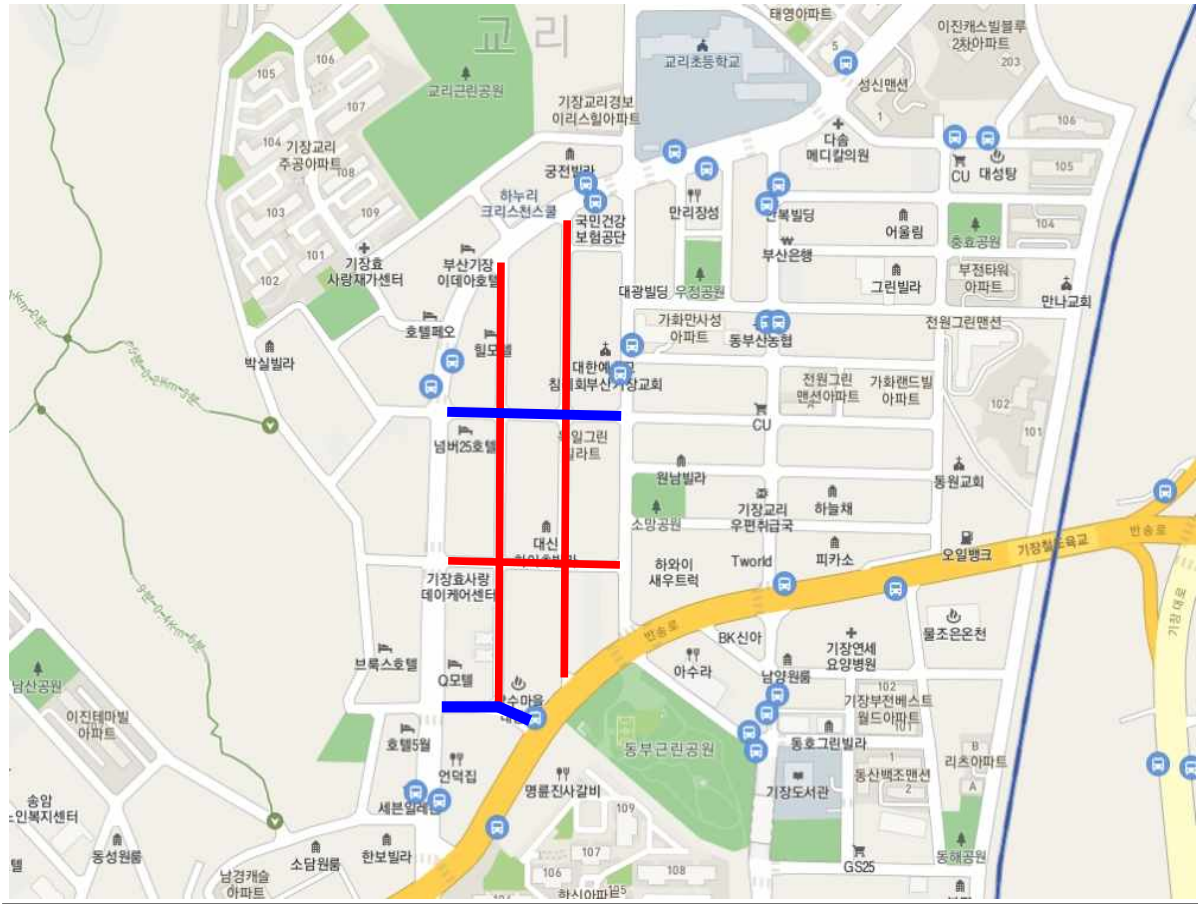 교리
태영아파트
5
이진캐스빌블루
2차아파트
203
교리초등학교
성신맨션
1
105
106
107
교리근린공원
기장교리경보
이리스힐아파트
다솜
메디칼의원
106
104
기장교리
주공아파트
108
궁전빌라
CU
대성탕
105
하누리
크리스천스쿨
만리장성
103
109
국민건강
보험공단
어울림
충효공원
104
101
기장효
사랑재가센터
부산기장
이데아호텔
부산은행
102
대광빌딩
우정공원
그린빌라
부전타워
아파트
만나교회
호텔페오
힐모텔
가화만사성
아파트
동부산농협
전원그린맨션
박실빌라
전원그린
맨션아파트
가화랜드빌
아파트
102
CU
101
넘버25호텔
원남빌라
동원교회
소망공원
기장교리
우편취급국
하늘채
대신
오일뱅크
기장철도육교
반송로
기장효사랑
데이케어센터
하와이
새우트럭
Tworld
피카소
기장대로
반송로
BK신아
물조은온천
아수라
기장연세
요양병원
브룩스호텔
Q모텔
남양원룸
남산공원
102
기장부전베스트
월드아파트
101
이진테마빌
아파트
호텔5월
동부근린공원
동호그린빌라
B
리츠아파트
A
언덕집
명륜진사갈비
기장도서관
1
동산백조맨션
2
송암
노인복지센터
109
동성원룸
소담원룸
한보빌라
107
108
106
105
GS25
동해공원
남경캐슬
아파트
한신아파트